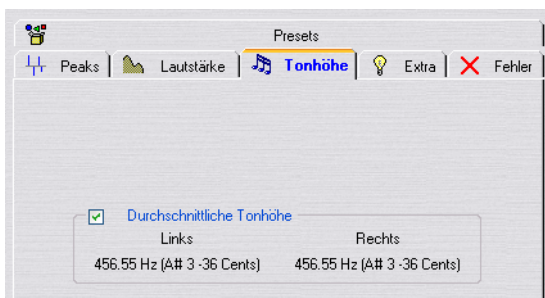 Presets
Peaks Lautstärke Tonhöhe Extra Fehler
Durchschnittliche Tonhöhe
Links Rechts
456.55 Hz (A# 3 -36 Cents) 456.55 Hz (A# 3 -36 Cents)